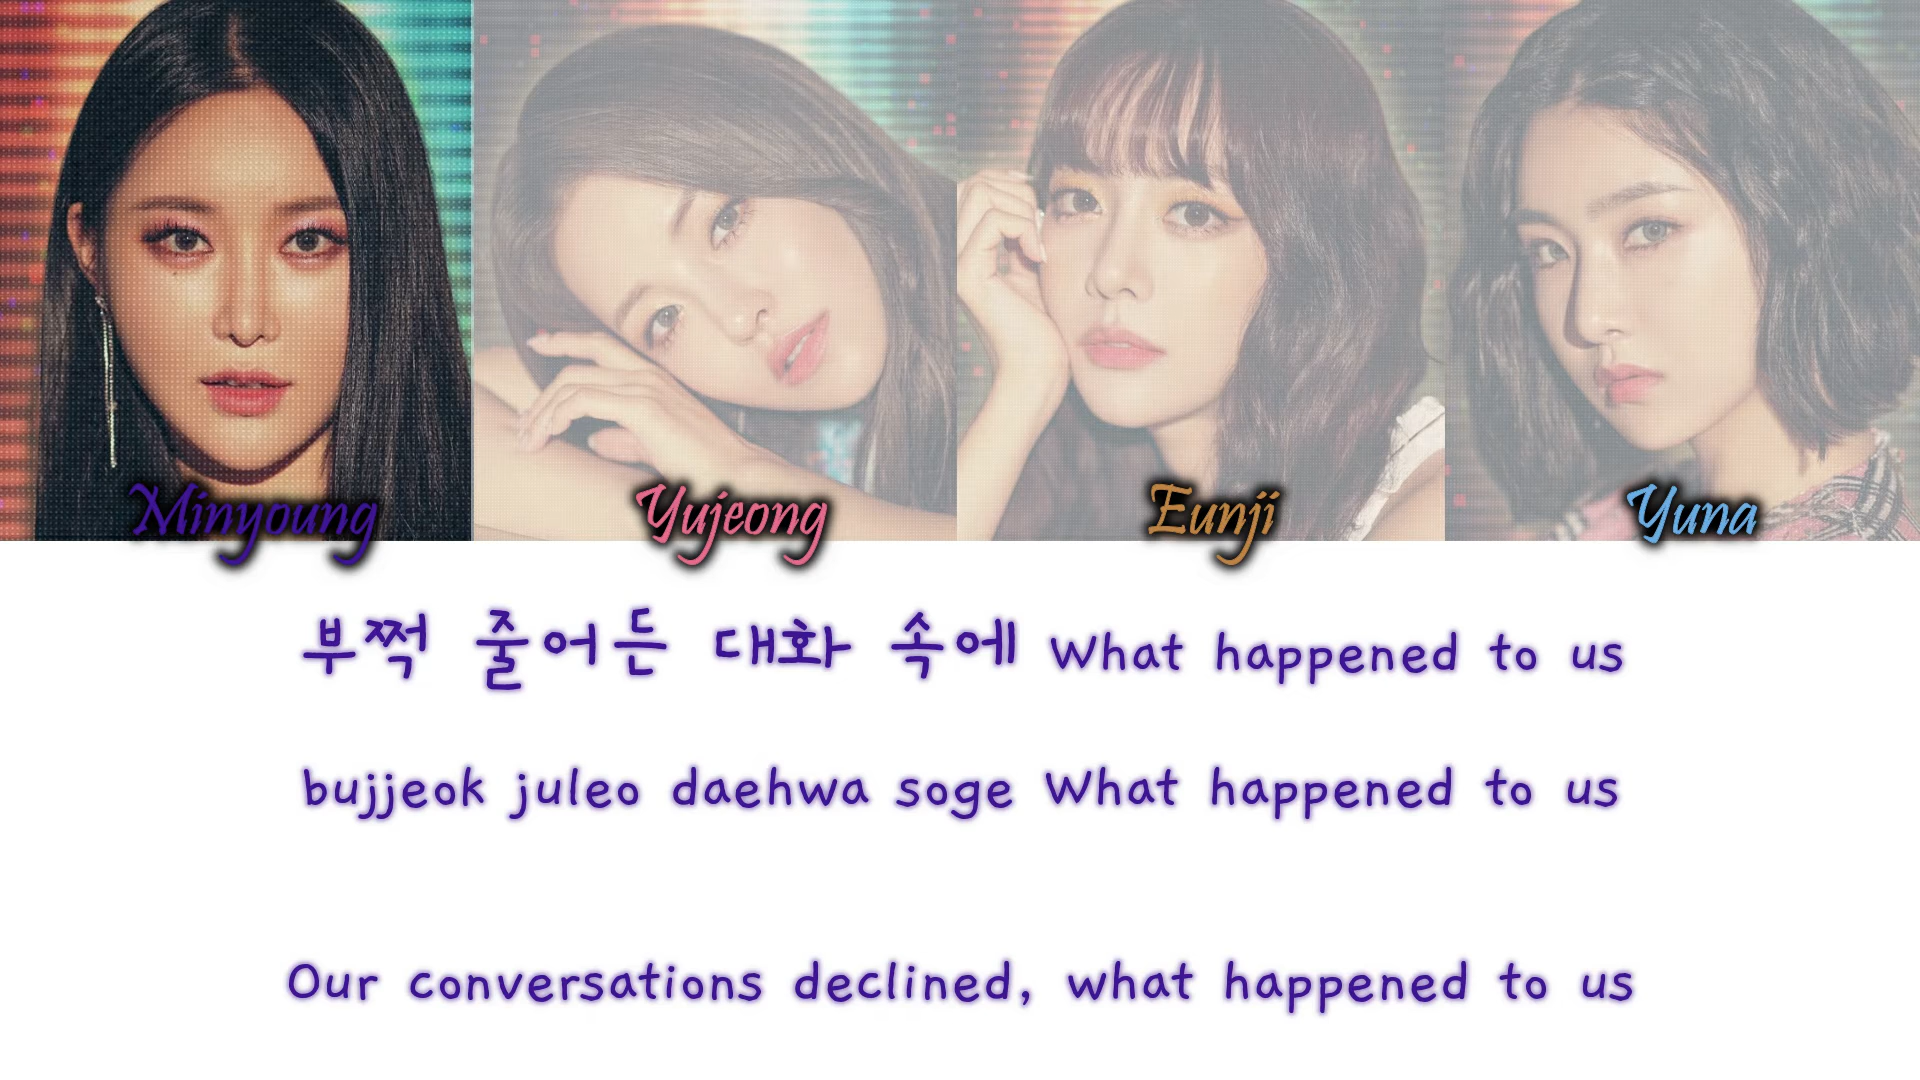 Minyoung Yujeong Eunji Yuna
부쩍 줄어든 대화 속에 What happened to us
bujjeok juleo daehwa soge What happened to us
Our conversations declined, what happened to us